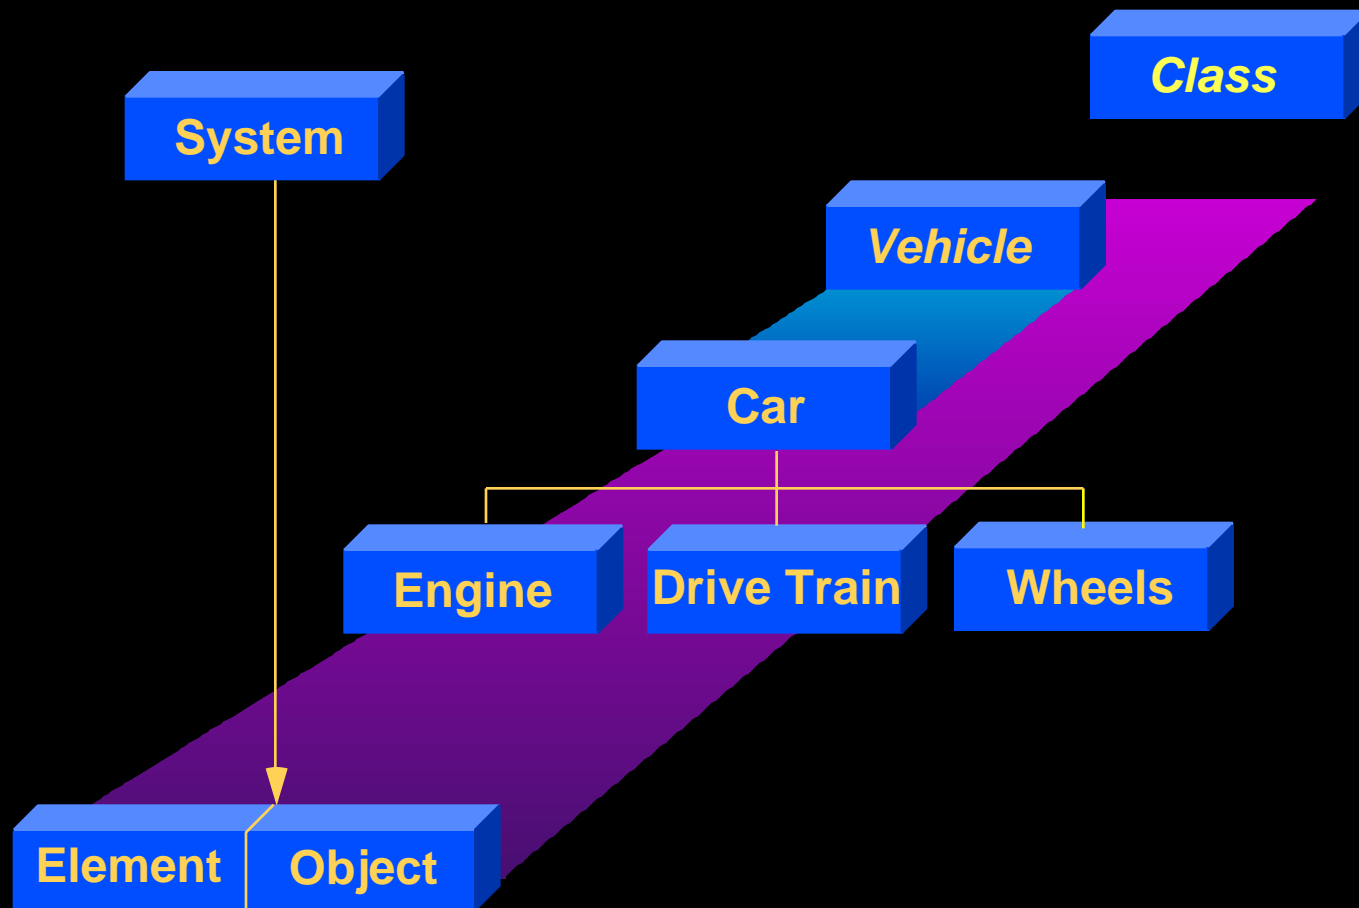 Class
System
Vehicle
Car
Engine
Drive Train
Wheels
Element
Object